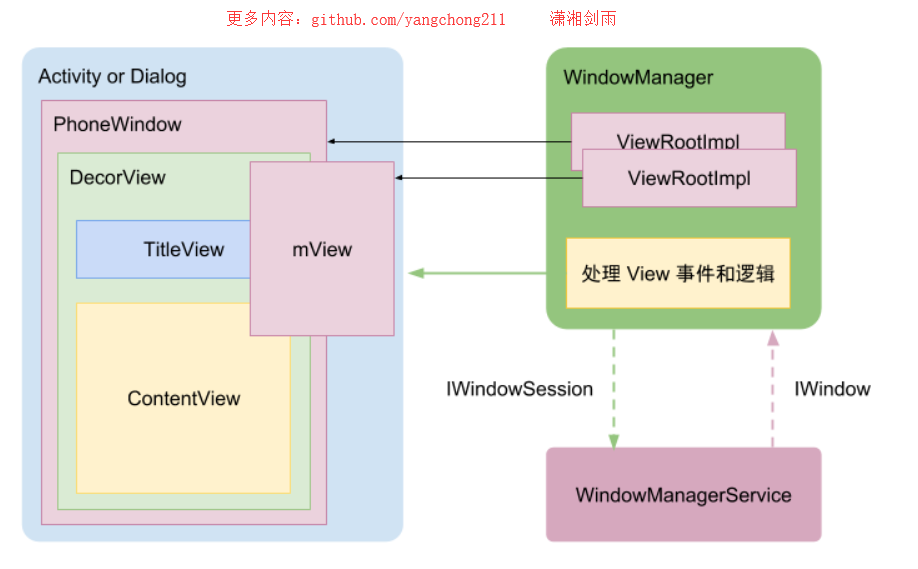 更多内容：github.com/yangchong211 潇湘剑雨
Activity or Dialog
PhoneWindow
DecorView
TitleView
mView
ContentView
WindowManager
ViewRootImpl
ViewRootImpl
处理 View 事件和逻辑
IWindowSession
IWindow
WindowManagerService